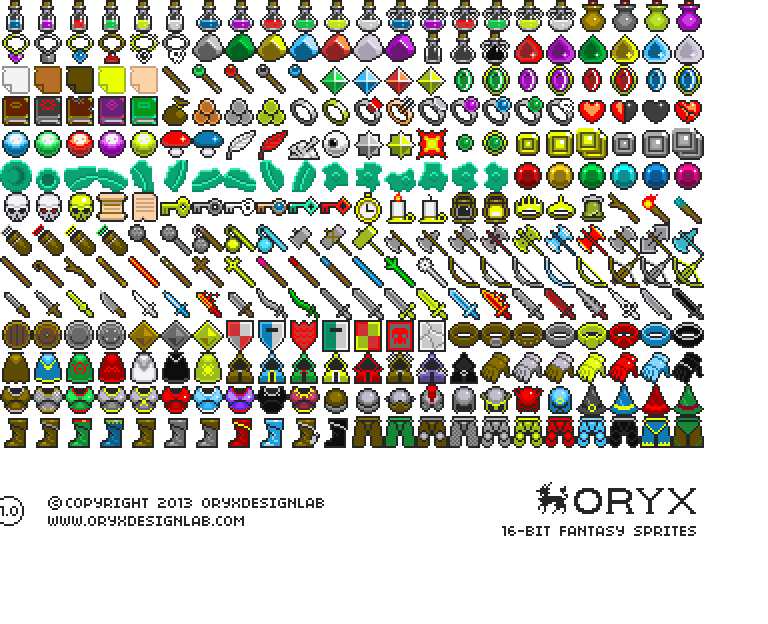 1.0
©COPYRIGHT 2013 ORYXDESIGNLAB
WWW.ORYXDESIGNLAB.COM
ORYX
16-BIT FANTASY SPRITES